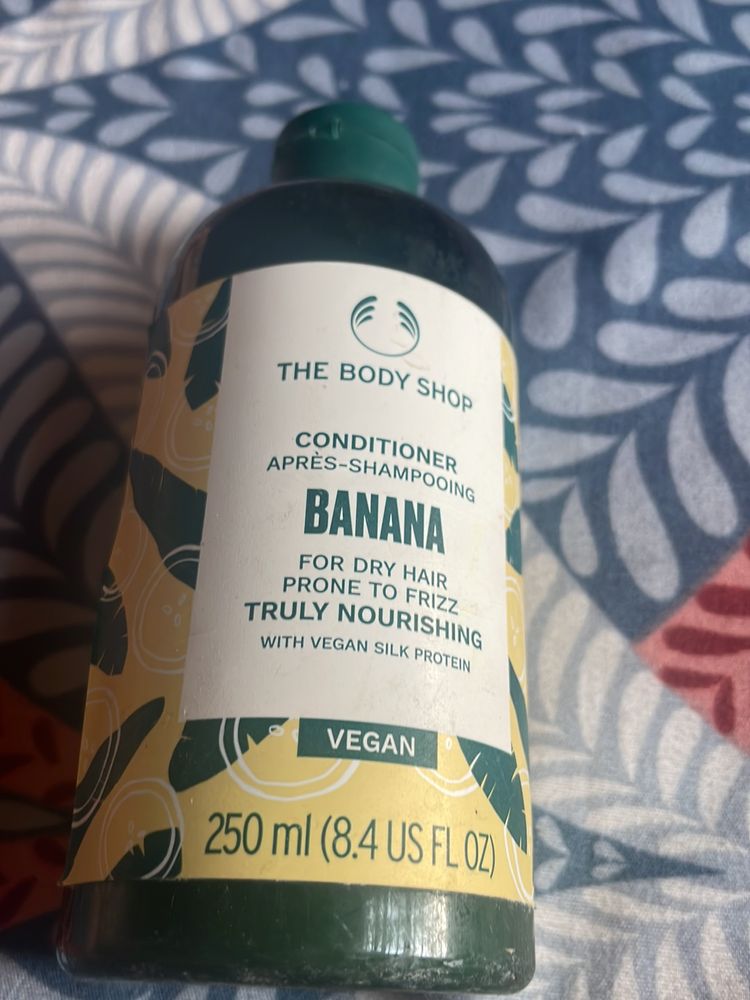 THE BODY SHOP
CONDITIONER
APRÈS-SHAMPOOING
BANANA
FOR DRY HAIR
PRONE TO FRIZZ
TRULY NOURISHING
WITH VEGAN SILK PROTEIN
VEGAN
250 ml (8.4 US FL OZ)